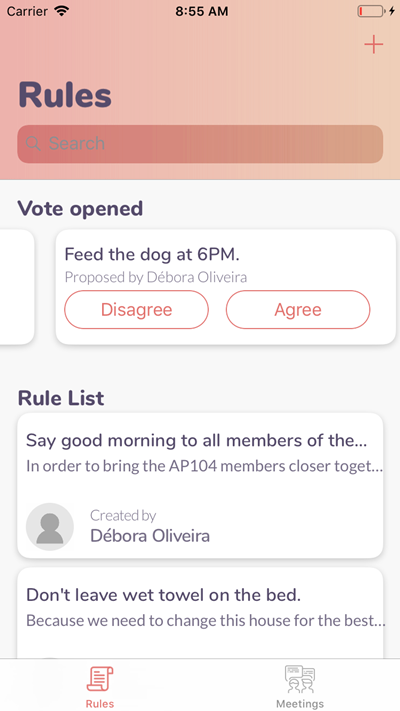 Carrier 8:55 AM
Rules
Search
Vote opened
Feed the dog at 6PM.
Proposed by Débora Oliveira
Disagree Agree
Rule List
Say good morning to all members of the...
In order to bring the AP104 members closer toget...
Created by
Débora Oliveira
Don't leave wet towel on the bed.
Because we need to change this house for the best...
Rules Meetings